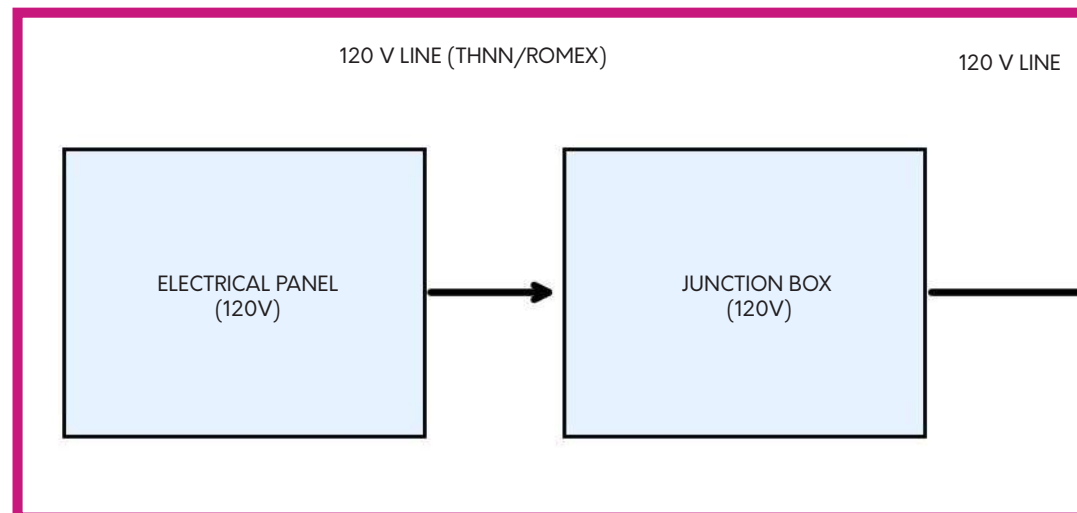 120 V LINE (THNN/ROMEX)
120 V LINE
ELECTRICAL PANEL
(120V)
JUNCTION BOX
(120V)